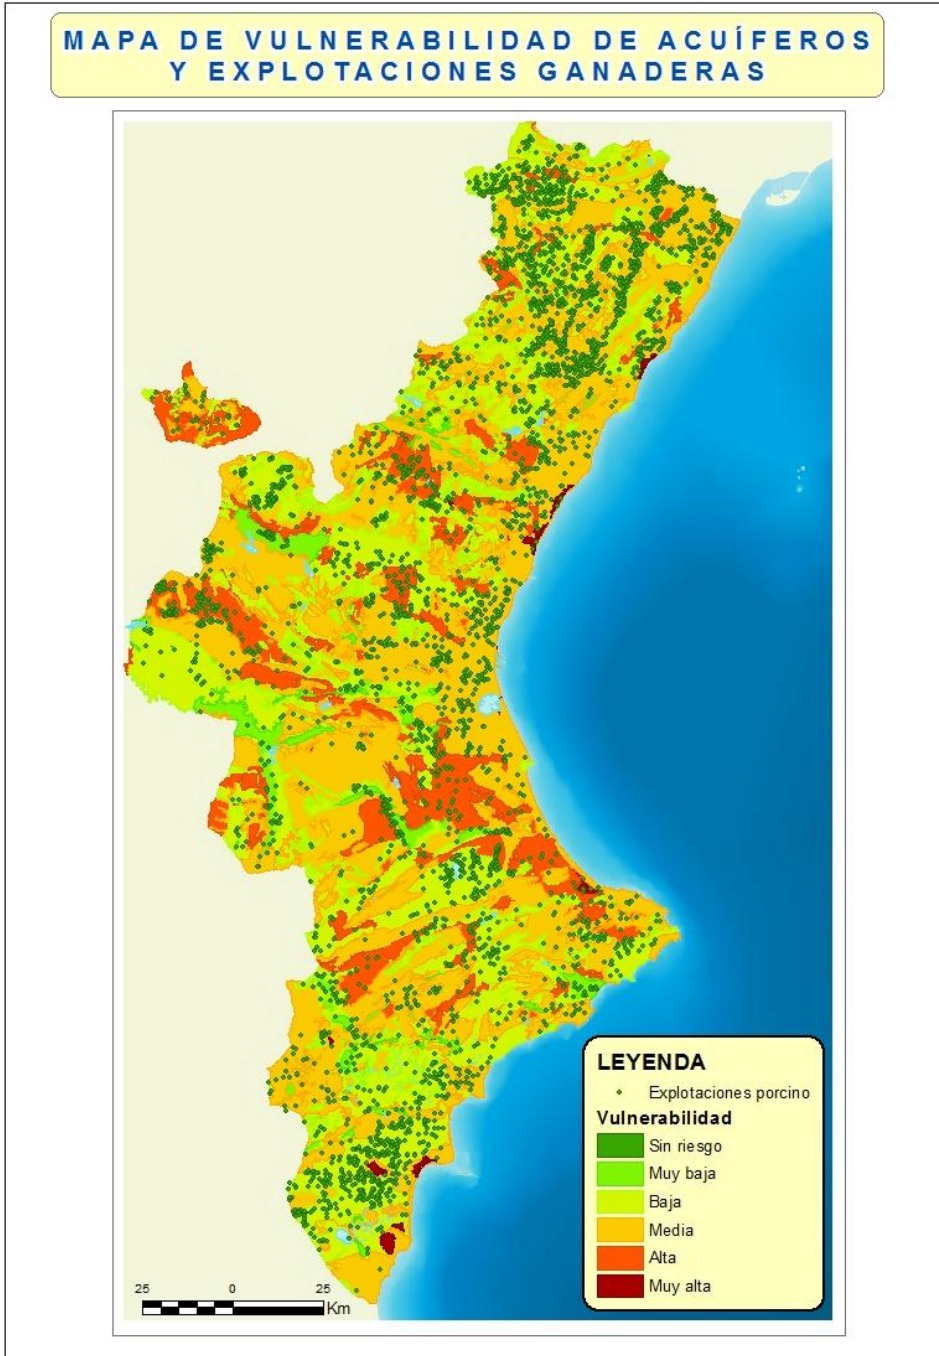 MAPA DE VULNERABILIDAD DE ACUÍFEROS
Y EXPLOTACIONES GANADERAS
LEYENDA
Explotaciones porcino
Vulnerabilidad
Sin riesgo
Muy baja
Baja
Media
Alta
Muy alta
25 0 25
Km